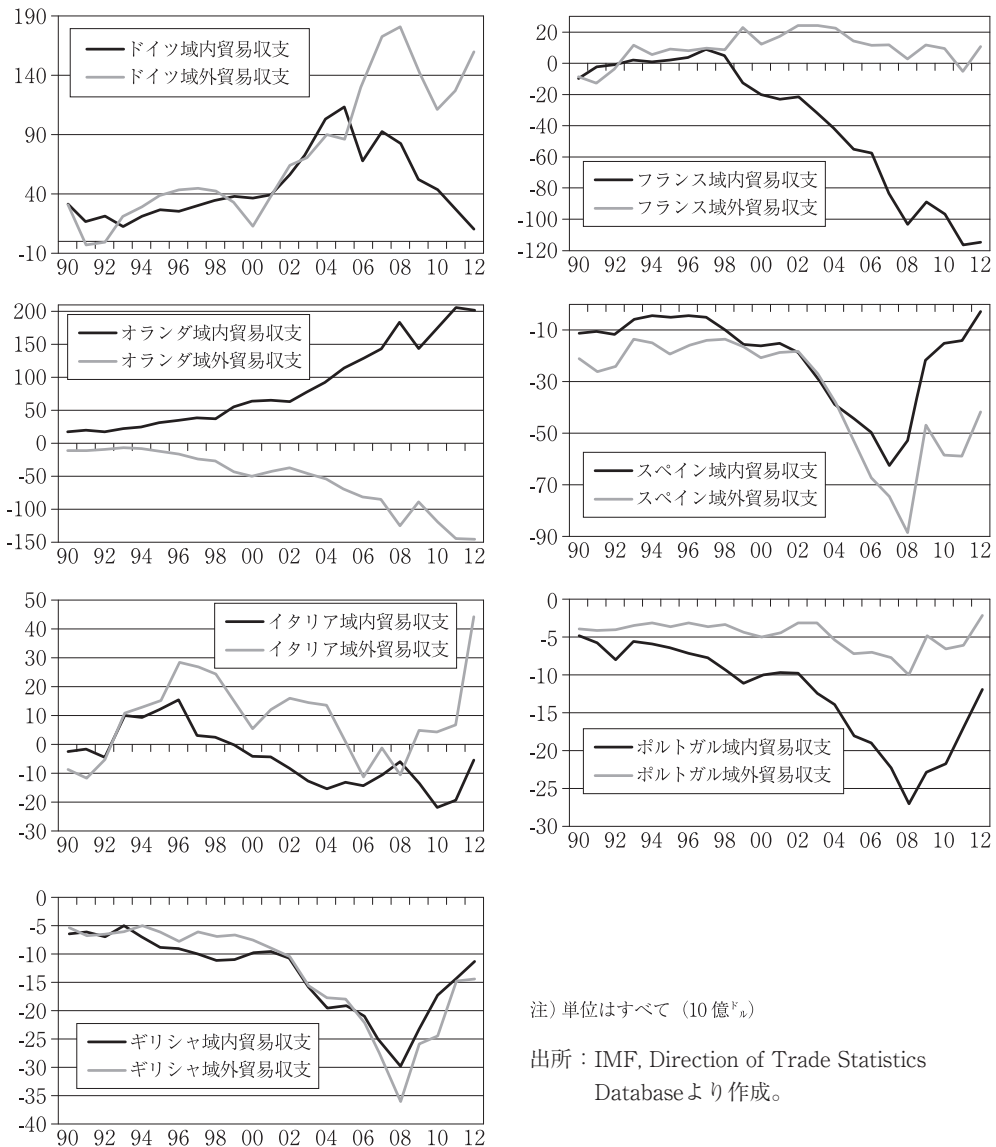 190
140
90
40
-10
ドイツ域内貿易収支
ドイツ域外貿易収支
90 92 94 96 98 00 02 04 06 08 10 12
20
0
-20
-40
-60
-80
-100
-120
フランス域内貿易収支
フランス域外貿易収支
90 92 94 96 98 00 02 04 06 08 10 12
200
150
100
50
0
-50
-100
-150
オランダ域内貿易収支
オランダ域外貿易収支
90 92 94 96 98 00 02 04 06 08 10 12
-10
-30
-50
-70
-90
スペイン域内貿易収支
スペイン域外貿易収支
90 92 94 96 98 00 02 04 06 08 10 12
50
40
30
20
10
0
-10
-20
-30
イタリア域内貿易収支
イタリア域外貿易収支
90 92 94 96 98 00 02 04 06 08 10 12
0
-5
-10
-15
-20
-25
-30
ポルトガル域内貿易収支
ポルトガル域外貿易収支
90 92 94 96 98 00 02 04 06 08 10 12
0
-5
-10
-15
-20
-25
-30
-35
-40
ギリシャ域内貿易収支
ギリシャ域外貿易収支
90 92 94 96 98 00 02 04 06 08 10 12
注）単位はすべて（10億ドル）
出所：IMF, Direction of Trade Statistics
Databaseより作成。